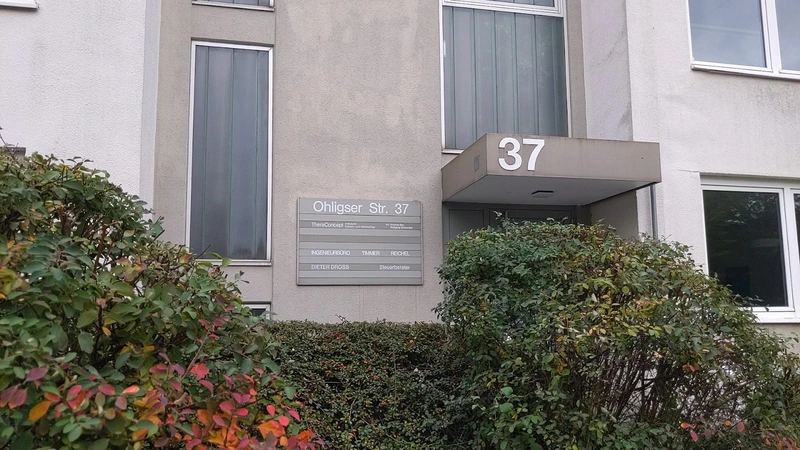 37
Ohligser Str. 37
TheraConcept
INGENIEURBÜRO TIMMER REICHEL
DIETER DROSS Steuerberater